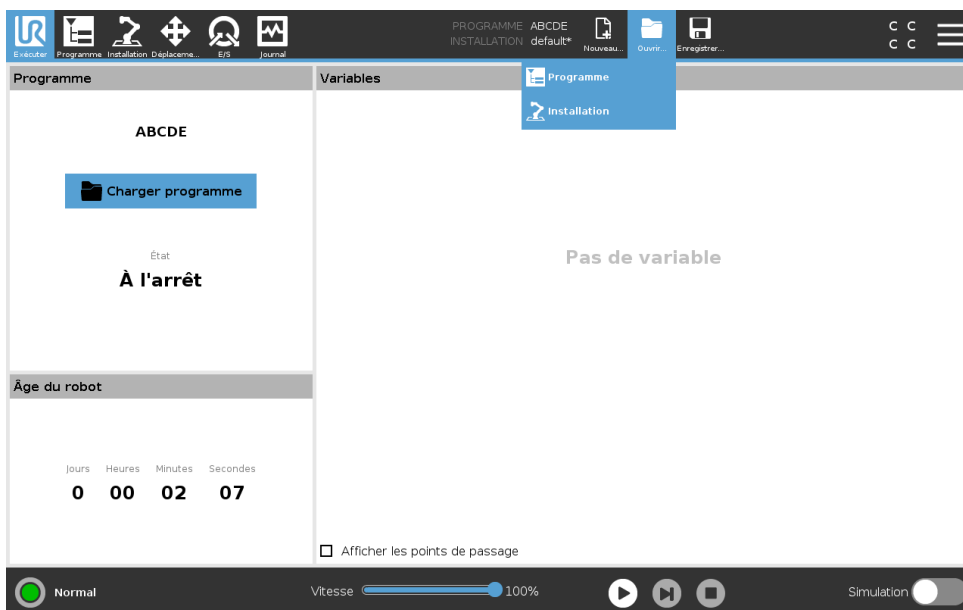 UR
Exécuter
Programme
Installation
Déplaceme...
E/S
Journal
PROGRAMME ABCDE
INSTALLATION default*
Nouveau...
Ouvrir...
Enregistrer...
C C
C C
Programme
Installation
Programme
ABCDE
Charger programme
État
À l'arrêt
Variables
Pas de variable
Âge du robot
Jours Heures Minutes Secondes
0 00 02 07
Afficher les points de passage
Normal
Vitesse 100%
Simulation